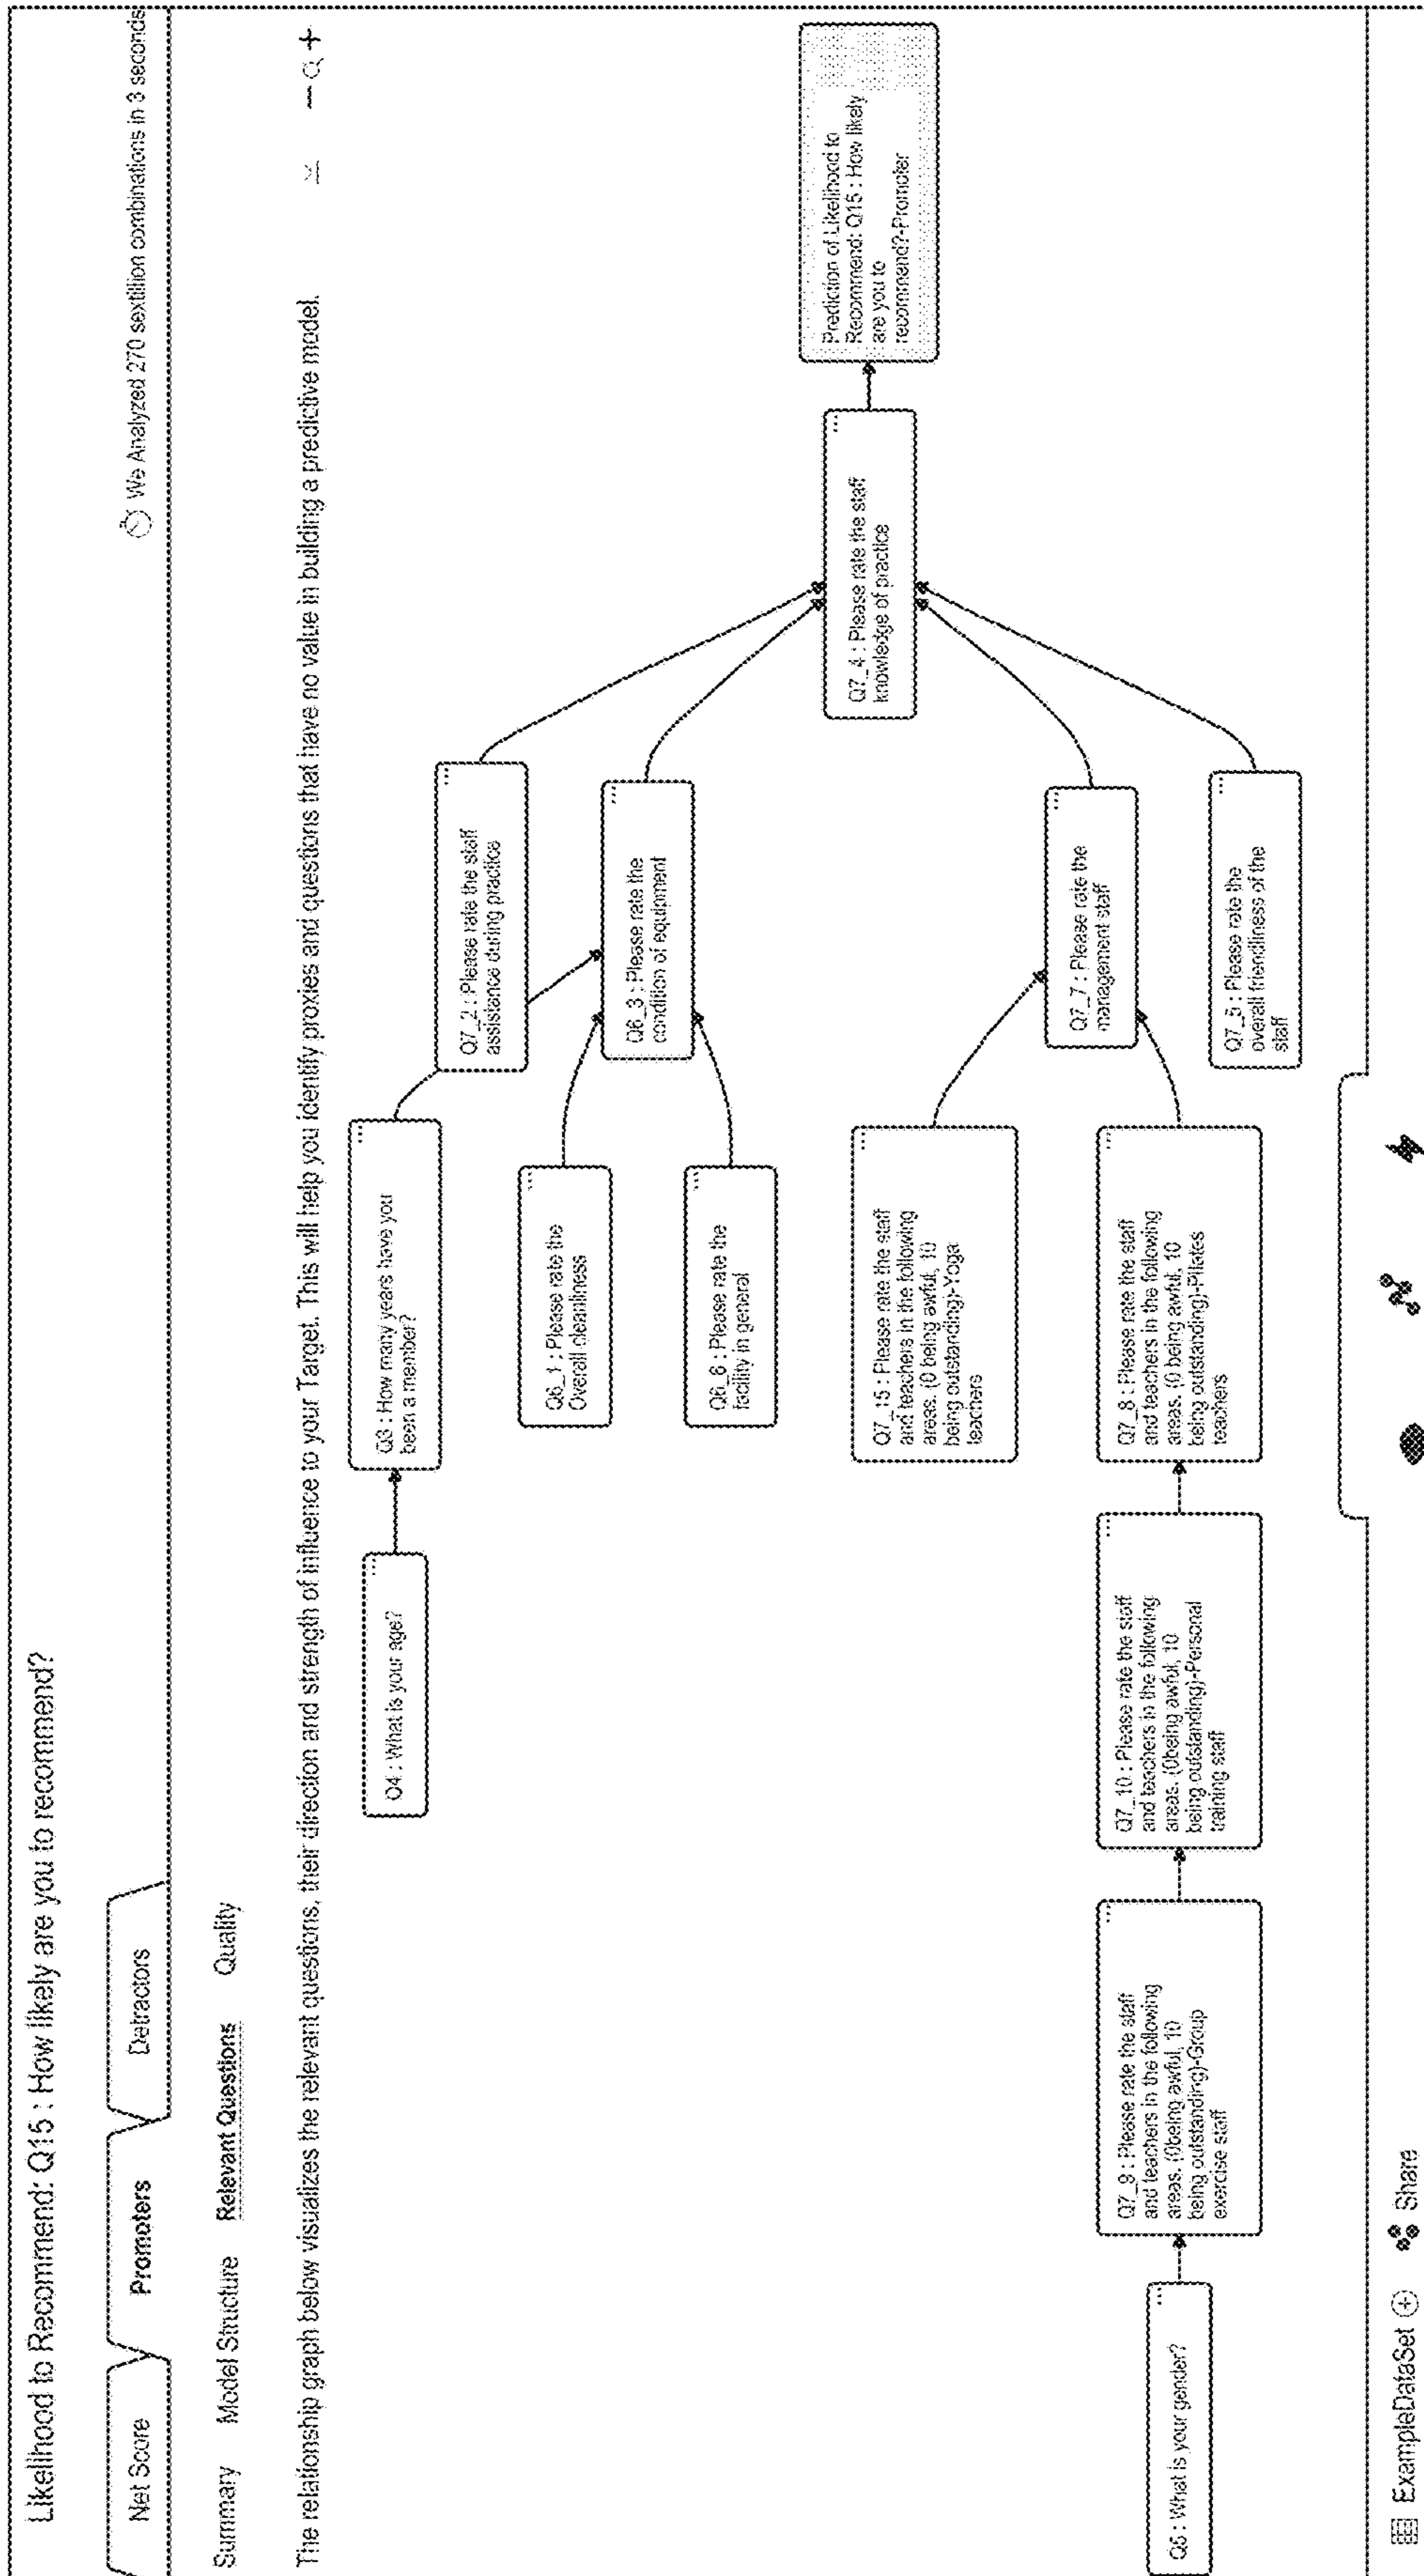 Likelihood to Recommend: Q15 : How likely are you to recommend?
Net Score
Promoters
Detractors
We Analyzed 270 sextillion combinations in 3 seconds
Summary
Model Structure
Relevant Questions
Quality
The relationship graph below visualizes the relevant questions, their direction and strength of influence to your Target. This will help you identify proxies and questions that have no value in building a predictive model.
Q4 : What is your age?
Q3 : How many years have you
been a member?
Q7_2 : Please rate the staff
assistance during practice
Q6_1 : Please rate the
Overall cleanliness
Q6_3 : Please rate the
condition of equipment
Q6_8 : Please rate the
facility in general
Q7_4 : Please rate the staff
knowledge of practice
Prediction of Likelihood to
Recommend: Q15 : How likely
are you to
recommend?-Promoter
Q7_15 : Please rate the staff
and teachers in the following
areas. (0 being awful, 10
being outstanding)-Yoga
teachers
Q7_7 : Please rate the
management staff
Q5 : What is your gender?
Q7_9 : Please rate the staff
and teachers in the following
areas. (0being awful, 10
being outstanding)-Group
exercise staff
Q7_10 : Please rate the staff
and teachers in the following
areas. (0being awful, 10
being outstanding)-Personal
training staff
Q7_8 : Please rate the staff
and teachers in the following
areas. (0 being awful, 10
being outstanding)-Pilates
teachers
Q7_5 : Please rate the
overall friendliness of the
staff
ExampleDataSet
Share